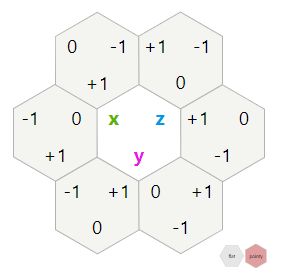 0 -1 +1 -1
+1 0
-1 0 x z +1 0
+1 y -1
-1 +1 0 +1
0 -1
flat pointy